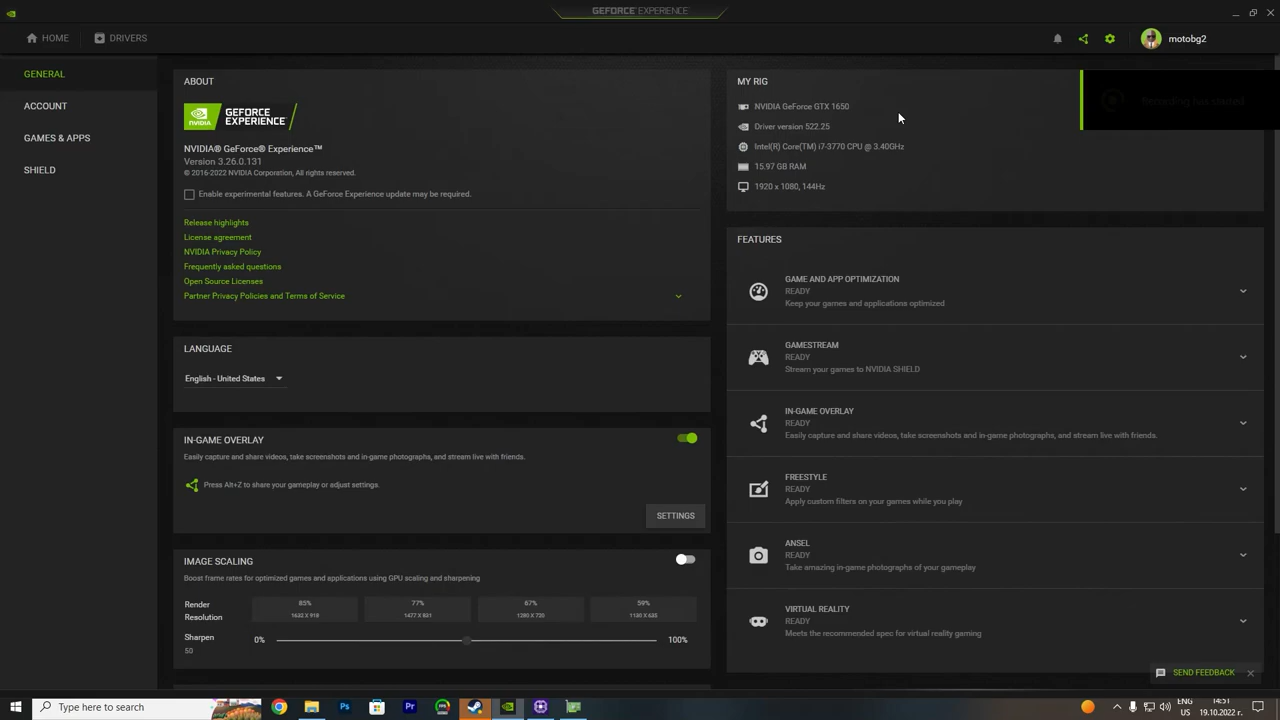 GEFORCE EXPERIENCE
HOME
DRIVERS
motobg2
GENERAL
ACCOUNT
GAMES & APPS
SHIELD
ABOUT
NVIDIA
GEFORCE
EXPERIENCE
NVIDIA® GeForce® Experience™
Version 3.26.0.131
© 2016-2022 NVIDIA Corporation, All rights reserved.
Enable experimental features. A GeForce Experience update may be required.
Release highlights
License agreement
NVIDIA Privacy Policy
Frequently asked questions
Open Source Licenses
Partner Privacy Policies and Terms of Service
LANGUAGE
English - United States
IN-GAME OVERLAY
Easily capture and share videos, take screenshots and in-game photographs, and stream live with friends.
Press Alt+Z to share your gameplay or adjust settings.
SETTINGS
IMAGE SCALING
Boost frame rates for optimized games and applications using GPU scaling and sharpening
Render
Resolution
85%
1632 X 918
77%
1477 X 831
67%
1280 X 720
59%
1130 X 635
Sharpen
50
0%
100%
MY RIG
NVIDIA GeForce GTX 1650
Driver version 522.25
Intel(R) Core(TM) i7-3770 CPU @ 3.40GHz
15.97 GB RAM
1920 x 1080, 144Hz
Recording has started
FEATURES
GAME AND APP OPTIMIZATION
READY
Keep your games and applications optimized
GAMESTREAM
READY
Stream your games to NVIDIA SHIELD
IN-GAME OVERLAY
READY
Easily capture and share videos, take screenshots and in-game photographs, and stream live with friends.
FREESTYLE
READY
Apply custom filters on your games while you play
ANSEL
READY
Take amazing in-game photographs of your gameplay
VIRTUAL REALITY
READY
Meets the recommended spec for virtual reality gaming
SEND FEEDBACK
Type here to search
Ps
Pr
УС
14:51
19.10.2022 г.